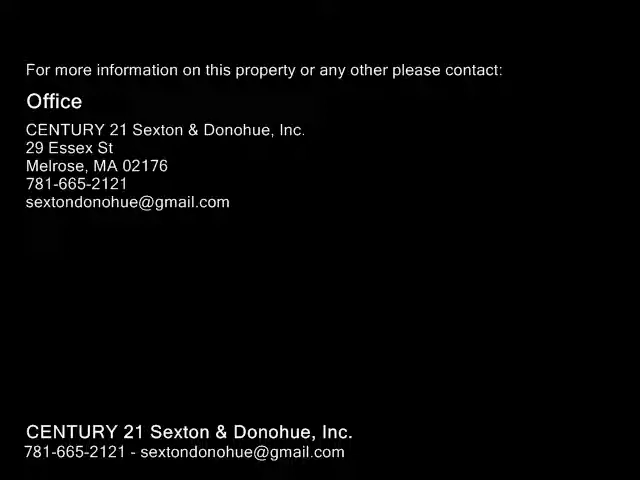 For more information on this property or any other please contact:
Office
CENTURY 21 Sexton & Donohue, Inc.
29 Essex St
Melrose, MA 02176
781-665-2121
sextondonohue@gmail.com
CENTURY 21 Sexton & Donohue, Inc.
781-665-2121 - sextondonohue@gmail.com